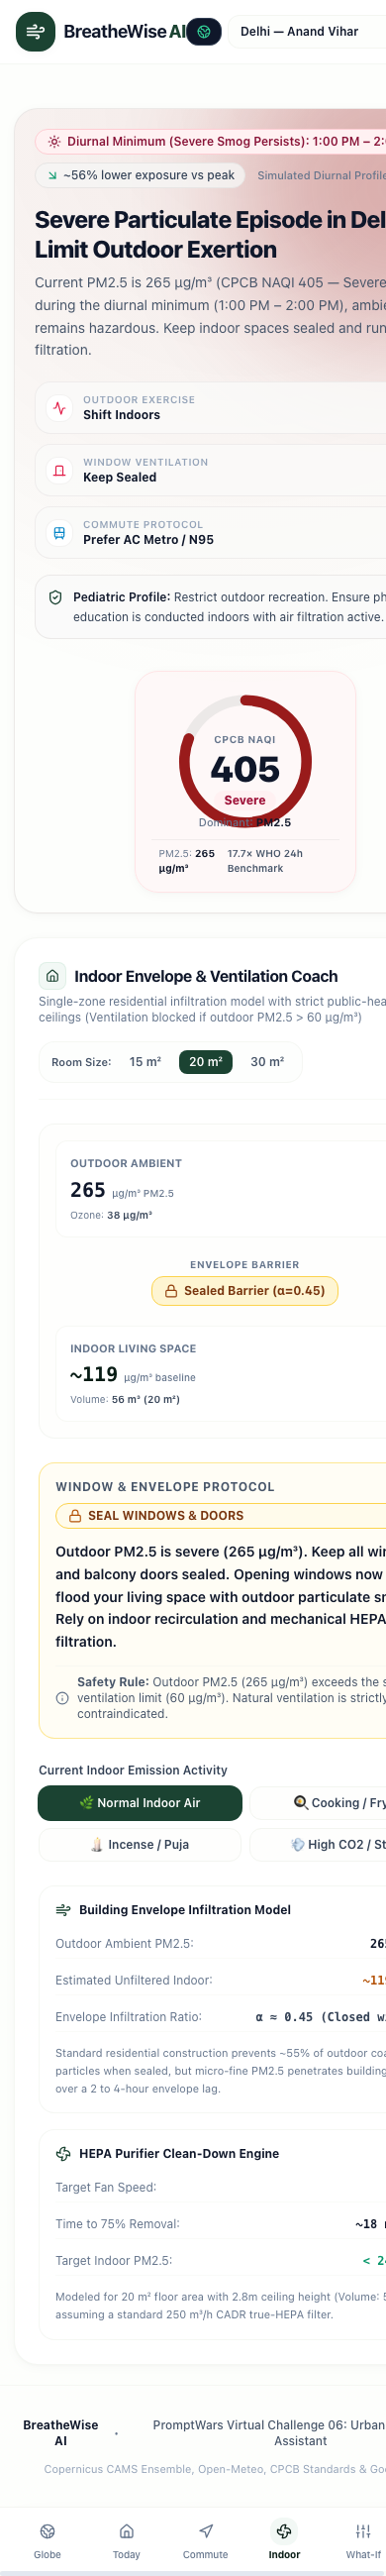 BreatheWise AI
Delhi — Anand Vihar
Diurnal Minimum (Severe Smog Persists): 1:00 PM – 2:
~56% lower exposure vs peak
Simulated Diurnal Profile
Severe Particulate Episode in Del
Limit Outdoor Exertion
Current PM2.5 is 265 µg/m³ (CPCB NAQI 405 — Severe
during the diurnal minimum (1:00 PM – 2:00 PM), ambie
remains hazardous. Keep indoor spaces sealed and run
filtration.
OUTDOOR EXERCISE
Shift Indoors
WINDOW VENTILATION
Keep Sealed
COMMUTE PROTOCOL
Prefer AC Metro / N95
Pediatric Profile: Restrict outdoor recreation. Ensure ph
education is conducted indoors with air filtration active.
CPCB NAQI
405
Severe
Dominant: PM2.5
PM2.5: 265 µg/m³
17.7× WHO 24h Benchmark
Indoor Envelope & Ventilation Coach
Single-zone residential infiltration model with strict public-hea
ceilings (Ventilation blocked if outdoor PM2.5 > 60 µg/m³)
Room Size: 15 m² 20 m² 30 m²
OUTDOOR AMBIENT
265 µg/m³ PM2.5
Ozone: 38 µg/m³
ENVELOPE BARRIER
Sealed Barrier (α=0.45)
INDOOR LIVING SPACE
~119 µg/m³ baseline
Volume: 56 m³ (20 m²)
WINDOW & ENVELOPE PROTOCOL
SEAL WINDOWS & DOORS
Outdoor PM2.5 is severe (265 µg/m³). Keep all win
and balcony doors sealed. Opening windows now
flood your living space with outdoor particulate sm
Rely on indoor recirculation and mechanical HEPA
filtration.
Safety Rule: Outdoor PM2.5 (265 µg/m³) exceeds the s
ventilation limit (60 µg/m³). Natural ventilation is strictly
contraindicated.
Current Indoor Emission Activity
🌿 Normal Indoor Air
🍳 Cooking / Fry
🕯️ Incense / Puja
💨 High CO2 / St
Building Envelope Infiltration Model
Outdoor Ambient PM2.5: 265
Estimated Unfiltered Indoor: ~119
Envelope Infiltration Ratio: α ≈ 0.45 (Closed wi
Standard residential construction prevents ~55% of outdoor coa
particles when sealed, but micro-fine PM2.5 penetrates building
over a 2 to 4-hour envelope lag.
HEPA Purifier Clean-Down Engine
Target Fan Speed:
Time to 75% Removal: ~18 m
Target Indoor PM2.5: < 24
Modeled for 20 m² floor area with 2.8m ceiling height (Volume: 5
assuming a standard 250 m³/h CADR true-HEPA filter.
BreatheWise AI
•
PromptWars Virtual Challenge 06: Urban
Assistant
Copernicus CAMS Ensemble, Open-Meteo, CPCB Standards & Goo
Globe
Today
Commute
Indoor
What-If